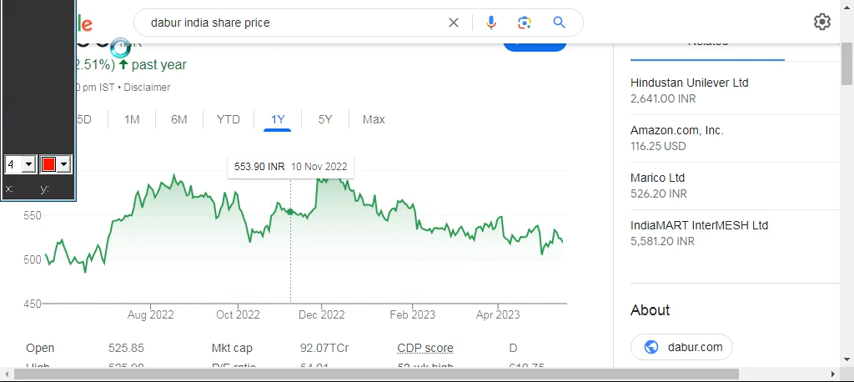 le
dabur india share price
2.51%) ↑ past year
pm IST • Disclaimer
5D 1M 6M YTD 1Y 5Y Max
4
x: y:
553.90 INR 10 Nov 2022
550
500
450
Aug 2022 Oct 2022 Dec 2022 Feb 2023 Apr 2023
Open 525.85 Mkt cap 92.07TCr CDP score D
Related
Hindustan Unilever Ltd
2,641.00 INR
Amazon.com, Inc.
116.25 USD
Marico Ltd
526.20 INR
IndiaMART InterMESH Ltd
5,581.20 INR
About
dabur.com